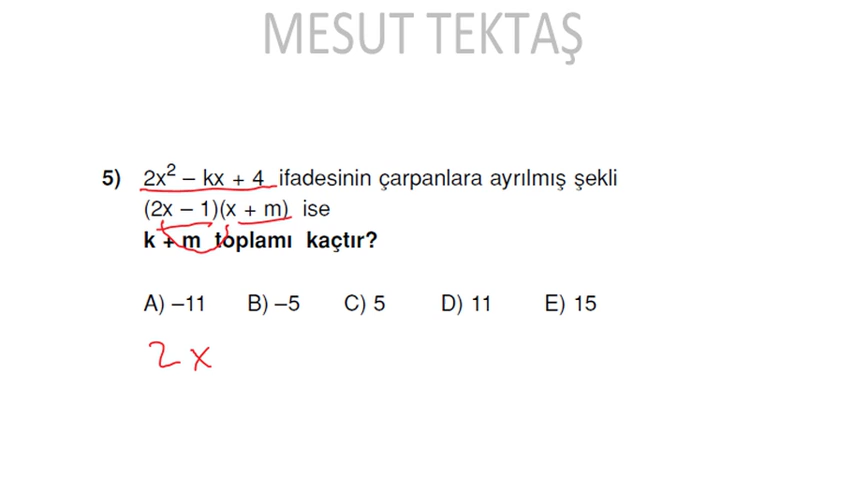 MESUT TEKTAŞ
5) 2x² – kx + 4 ifadesinin çarpanlara ayrılmış şekli
(2x – 1)(x + m) ise
k + m toplamı kaçtır?
A) –11 B) –5 C) 5 D) 11 E) 15
2x